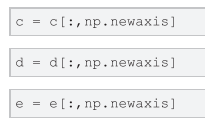 c = c[:,np.newaxis]
d = d[:,np.newaxis]
e = e[:,np.newaxis]